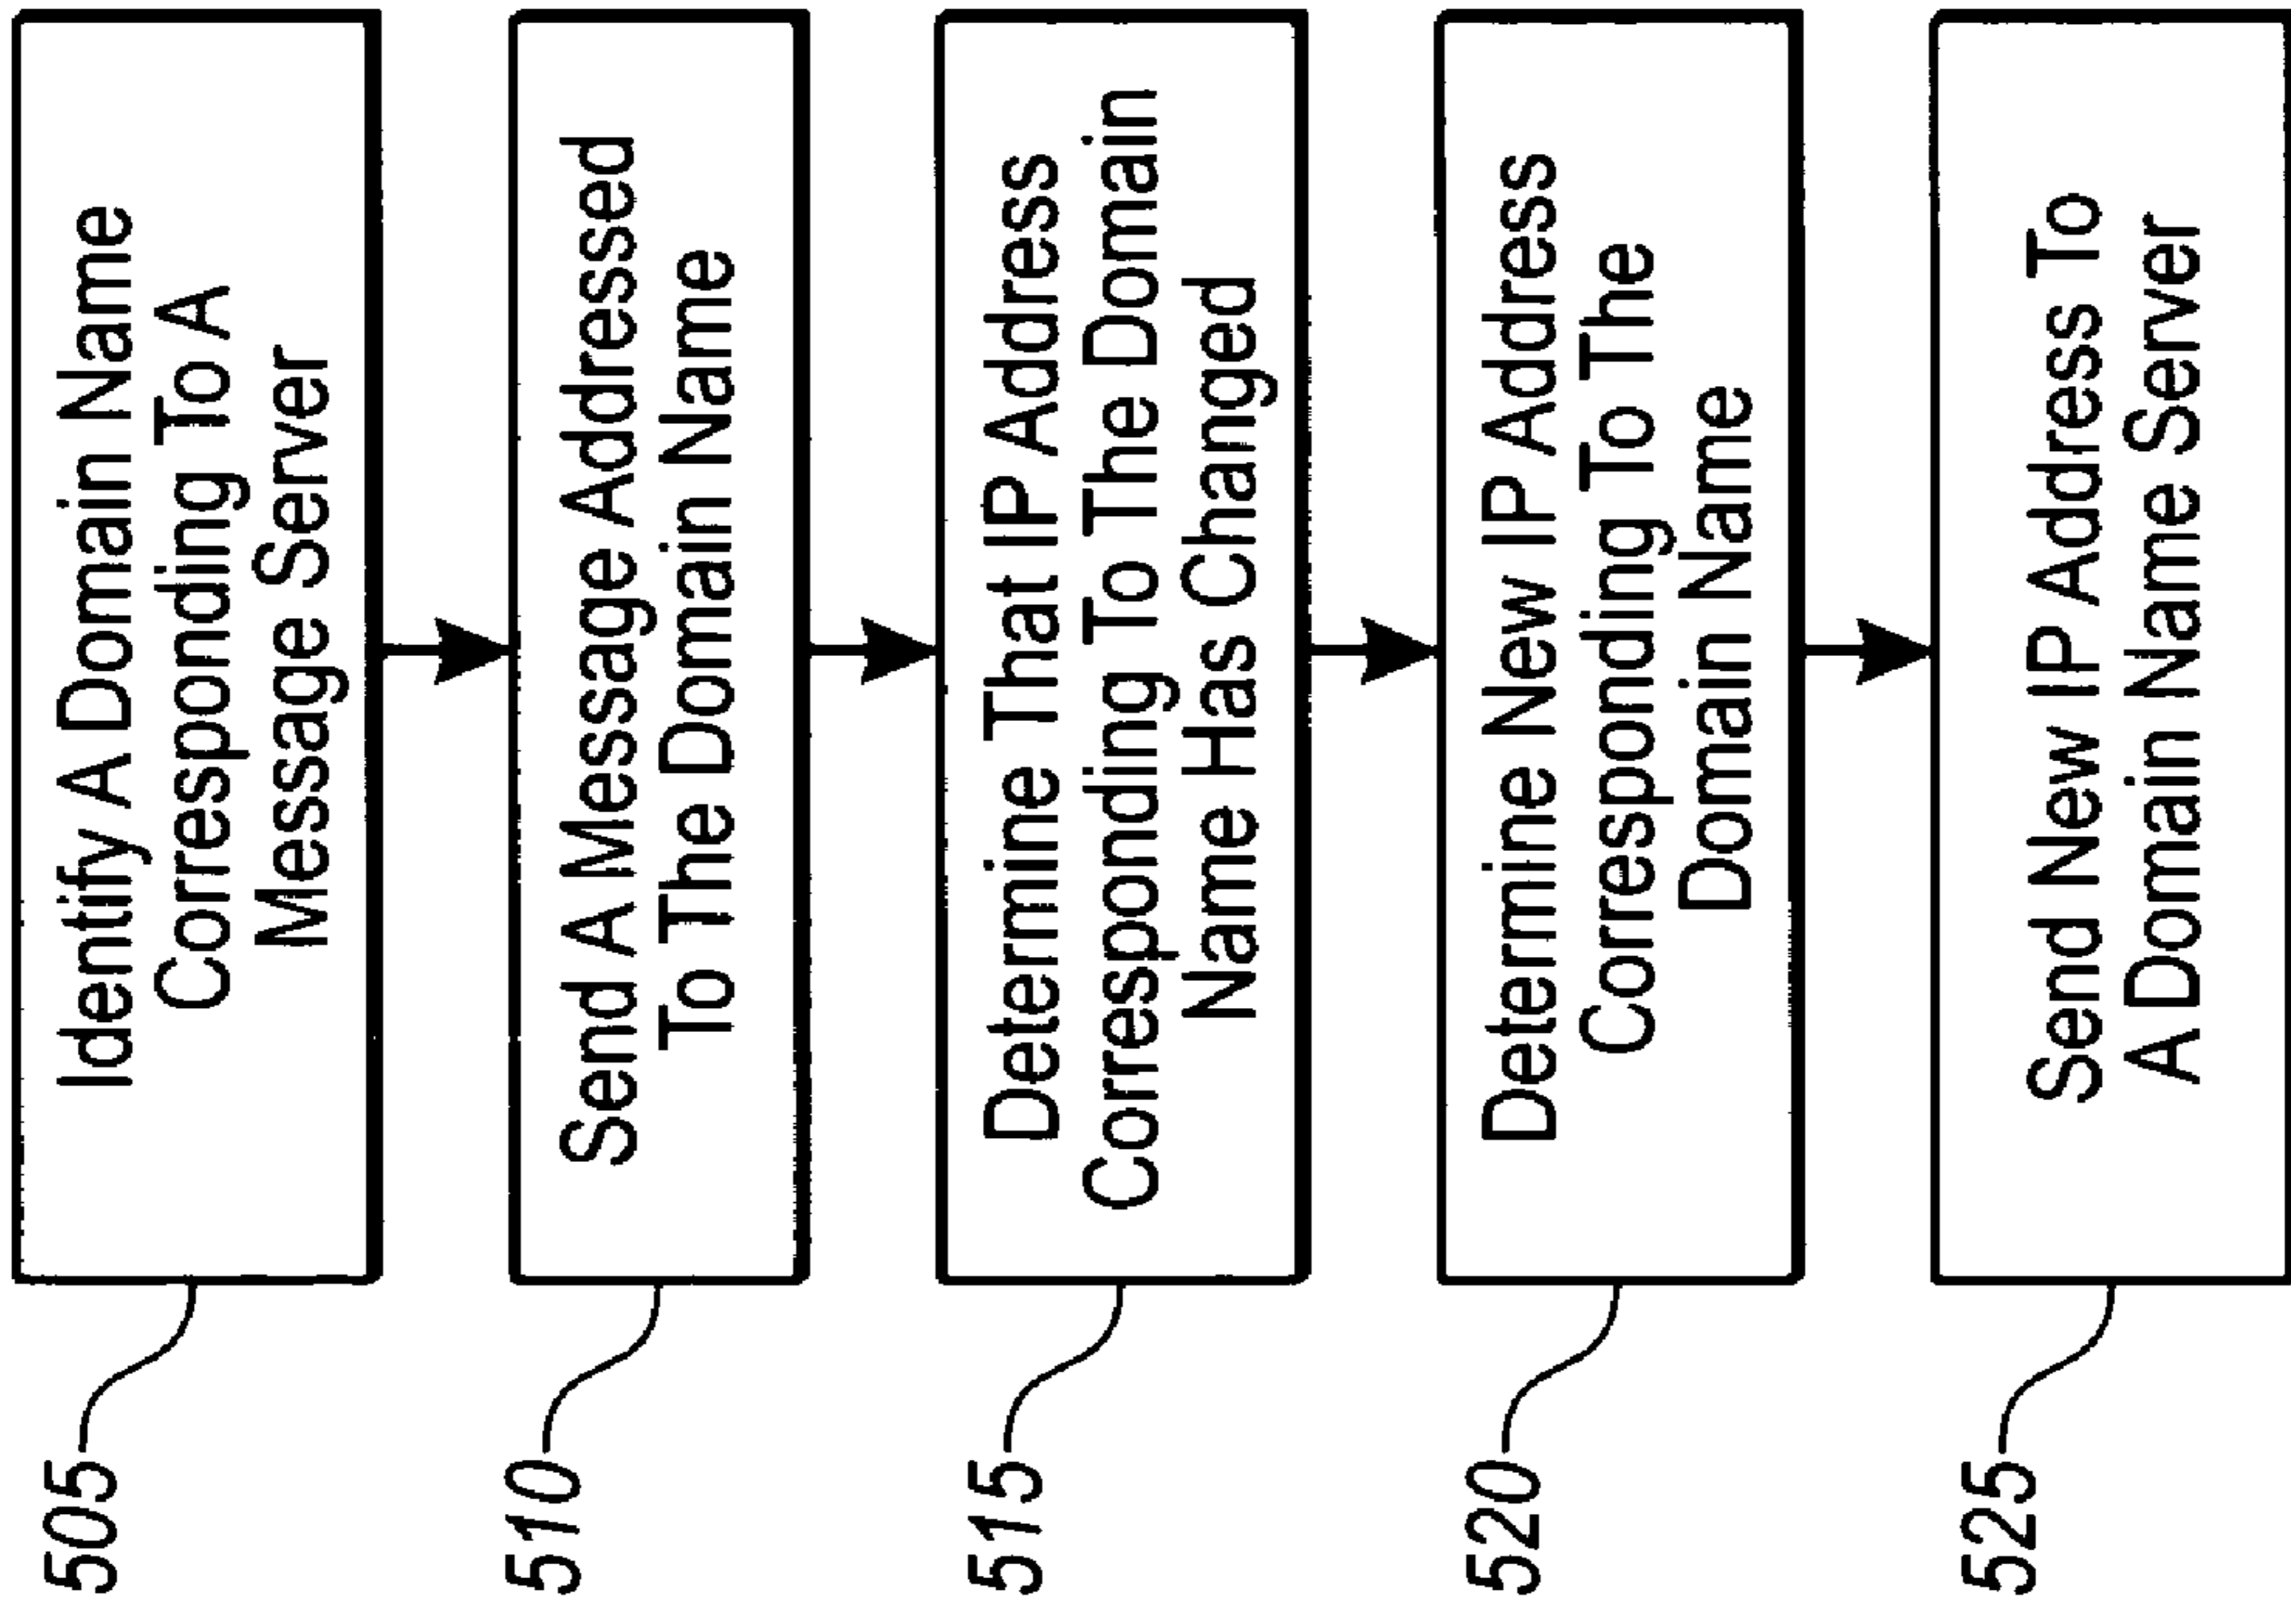 505
Identify A Domain Name
Corresponding To A
Message Server
510
Send A Message Addressed
To The Domain Name
515
Determine That IP Address
Corresponding To The Domain
Name Has Changed
520
Determine New IP Address
Corresponding To The
Domain Name
525
Send New IP Address To
A Domain Name Server